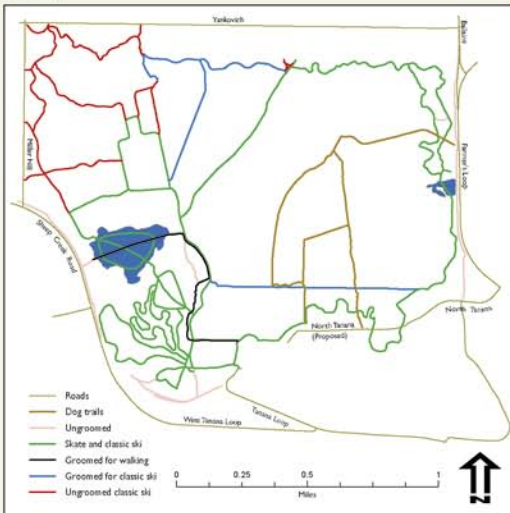 Yankovich
Ballaine
Miller Hill
Farmer's Loop
Sheep Creek Road
North Tanana
North Tanana
(Proposed)
Tanana Loop
West Tanana Loop
Roads
Dog trails
Ungroomed
Skate and classic ski
Groomed for walking
Groomed for classic ski
Ungroomed classic ski
0 0.25 0.5 1
Miles
N